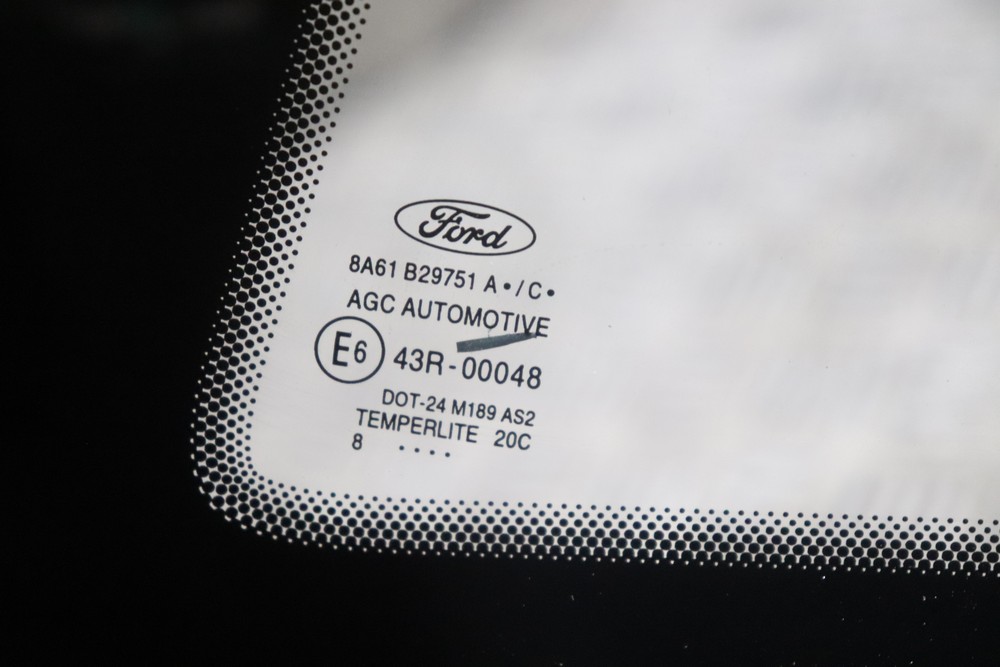 Ford
8A61 B29751 A•/C•
AGC AUTOMOTIVE
E6 43R-00048
DOT-24 M189 AS2
TEMPERLITE 20C
8 ....